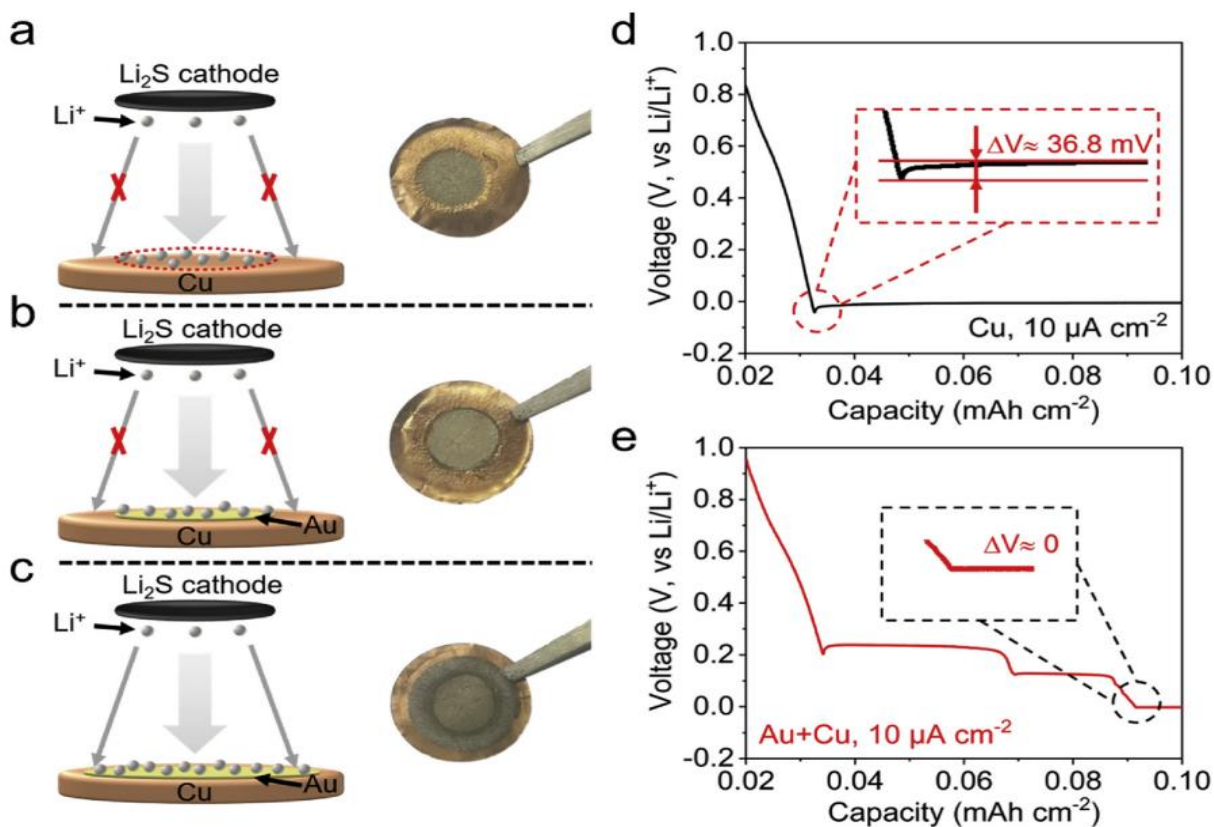 a
Li₂S cathode
Li⁺
Cu
b
Li₂S cathode
Li⁺
Au
Cu
c
Li₂S cathode
Li⁺
Au
Cu
d
1.0
0.8
0.6
0.4
0.2
0.0
-0.2
Voltage (V, vs Li/Li⁺)
ΔV≈ 36.8 mV
Cu, 10 µA cm⁻²
0.02 0.04 0.06 0.08 0.10
Capacity (mAh cm⁻²)
e
1.0
0.8
0.6
0.4
0.2
0.0
-0.2
Voltage (V, vs Li/Li⁺)
ΔV≈ 0
Au+Cu, 10 µA cm⁻²
0.02 0.04 0.06 0.08 0.10
Capacity (mAh cm⁻²)